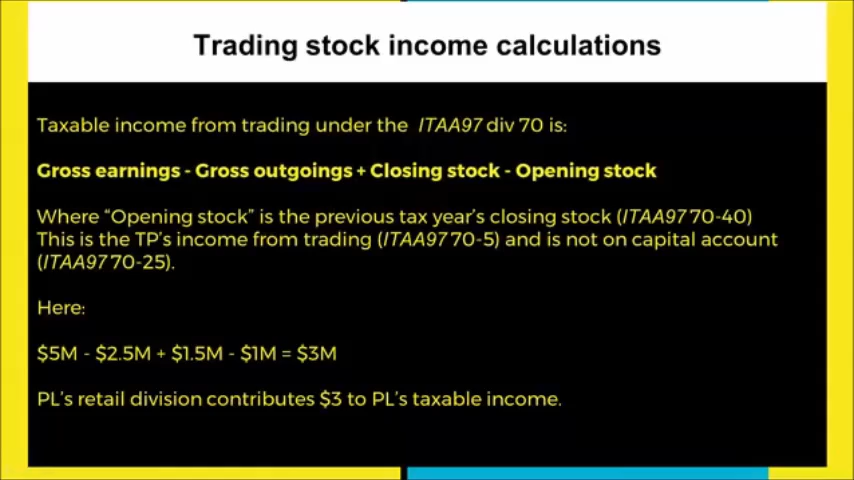 Trading stock income calculations
Taxable income from trading under the ITAA97 div 70 is:
Gross earnings - Gross outgoings + Closing stock - Opening stock
Where “Opening stock” is the previous tax year’s closing stock (ITAA97 70-40)
This is the TP’s income from trading (ITAA97 70-5) and is not on capital account
(ITAA97 70-25).
Here:
$5M - $2.5M + $1.5M - $1M = $3M
PL’s retail division contributes $3 to PL’s taxable income.